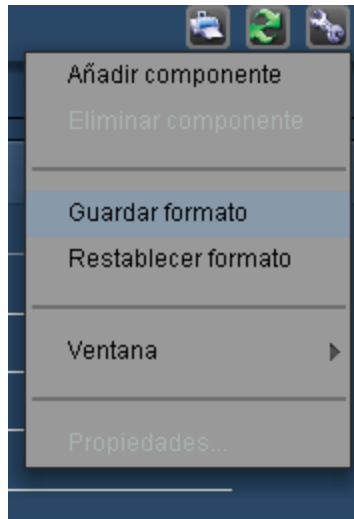 Añadir componente
Eliminar componente
Guardar formato
Restablecer formato
Ventana
Propiedades...